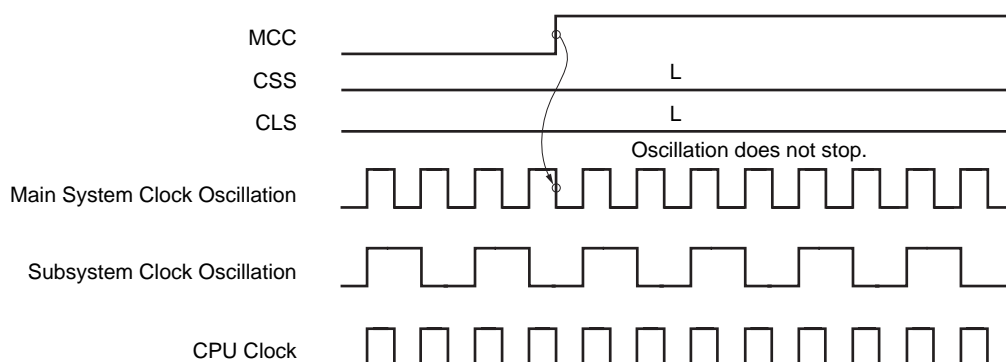 MCC
CSS
L
CLS
L
Oscillation does not stop.
Main System Clock Oscillation
Subsystem Clock Oscillation
CPU Clock